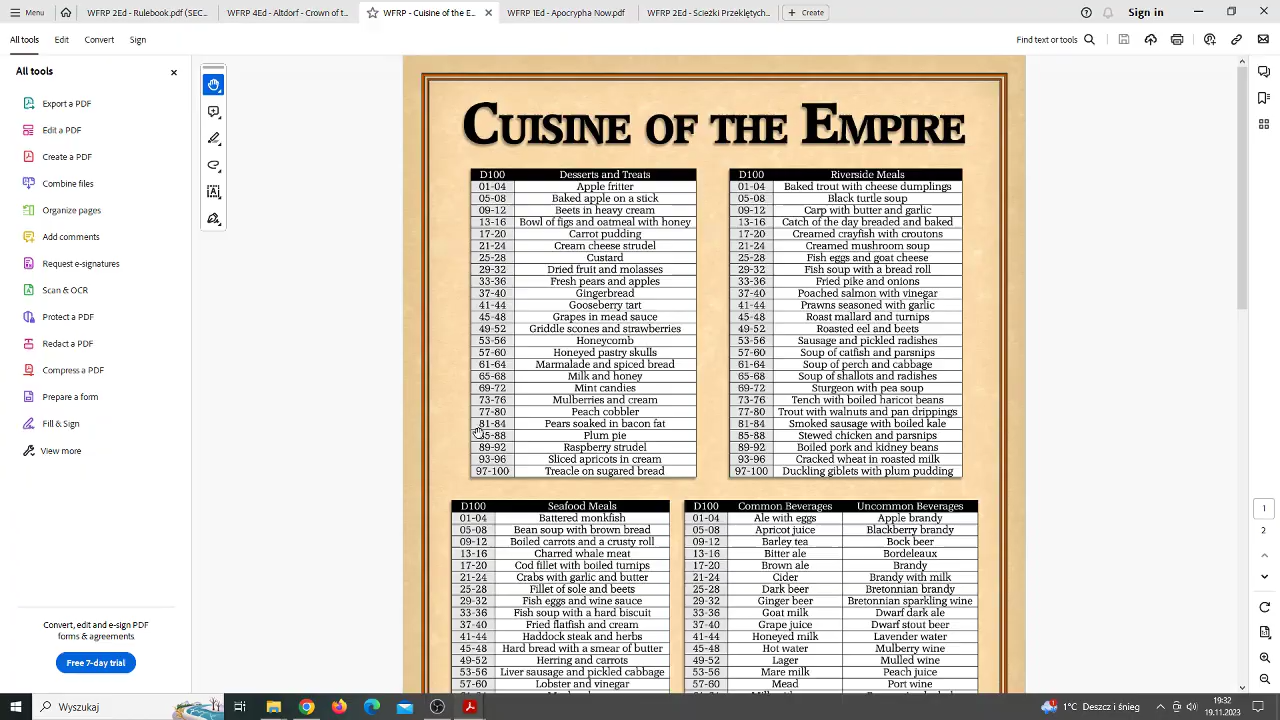 Menu
WFRP 4Ed - Rulebook r (SEC...
WFRP 4Ed - Altdorf - Crown of t...
WFRP - Cuisine of the E...
WFRP 1Ed - Apocrypha Now.pdf
WFRP 2Ed - Ścieżki Przeklętych...
+ Create
Sign in
All tools
Edit
Convert
Sign
Find text or tools
All tools
Export a PDF
Edit a PDF
Create a PDF
Combine files
Organize pages
Add comments
Request e-signatures
Scan & OCR
Protect a PDF
Redact a PDF
Compress a PDF
Prepare a form
Fill & Sign
View more
Convert, edit and e-sign PDF
forms & agreements
Free 7-day trial
CUISINE OF THE EMPIRE
D100 Desserts and Treats
01-04 Apple fritter
05-08 Baked apple on a stick
09-12 Beets in heavy cream
13-16 Bowl of figs and oatmeal with honey
17-20 Carrot pudding
21-24 Cream cheese strudel
25-28 Custard
29-32 Dried fruit and molasses
33-36 Fresh pears and apples
37-40 Gingerbread
41-44 Gooseberry tart
45-48 Grapes in mead sauce
49-52 Griddle scones and strawberries
53-56 Honeycomb
57-60 Honeyed pastry skulls
61-64 Marmalade and spiced bread
65-68 Milk and honey
69-72 Mint candies
73-76 Mulberries and cream
77-80 Peach cobbler
81-84 Pears soaked in bacon fat
85-88 Plum pie
89-92 Raspberry strudel
93-96 Sliced apricots in cream
97-100 Treacle on sugared bread
D100 Riverside Meals
01-04 Baked trout with cheese dumplings
05-08 Black turtle soup
09-12 Carp with butter and garlic
13-16 Catch of the day breaded and baked
17-20 Creamed crayfish with croutons
21-24 Creamed mushroom soup
25-28 Fish eggs and goat cheese
29-32 Fish soup with a bread roll
33-36 Fried pike and onions
37-40 Poached salmon with vinegar
41-44 Prawns seasoned with garlic
45-48 Roast mallard and turnips
49-52 Roasted eel and beets
53-56 Sausage and pickled radishes
57-60 Soup of catfish and parsnips
61-64 Soup of perch and cabbage
65-68 Soup of shallots and radishes
69-72 Sturgeon with pea soup
73-76 Tench with boiled haricot beans
77-80 Trout with walnuts and pan drippings
81-84 Smoked sausage with boiled kale
85-88 Stewed chicken and parsnips
89-92 Boiled pork and kidney beans
93-96 Cracked wheat in roasted milk
97-100 Duckling giblets with plum pudding
D100 Seafood Meals
01-04 Battered monkfish
05-08 Bean soup with brown bread
09-12 Boiled carrots and a crusty roll
13-16 Charred whale meat
17-20 Cod fillet with boiled turnips
21-24 Crabs with garlic and butter
25-28 Fillet of sole and beets
29-32 Fish eggs and wine sauce
33-36 Fish soup with a hard biscuit
37-40 Fried flatfish and cream
41-44 Haddock steak and herbs
45-48 Hard bread with a smear of butter
49-52 Herring and carrots
53-56 Liver sausage and pickled cabbage
57-60 Lobster and vinegar
D100 Common Beverages Uncommon Beverages
01-04 Ale with eggs Apple brandy
05-08 Apricot juice Blackberry brandy
09-12 Barley tea Bock beer
13-16 Bitter ale Bordeleaux
17-20 Brown ale Brandy
21-24 Cider Brandy with milk
25-28 Dark beer Bretonnian brandy
29-32 Ginger beer Bretonnian sparkling wine
33-36 Goat milk Dwarf dark ale
37-40 Grape juice Dwarf stout beer
41-44 Honeyed milk Lavender water
45-48 Hot water Mulberry wine
49-52 Lager Mulled wine
53-56 Mare milk Peach juice
57-60 Mead Port wine
1
2
Wyszukaj
1°C Deszcz i śnieg
19:32
19.11.2023